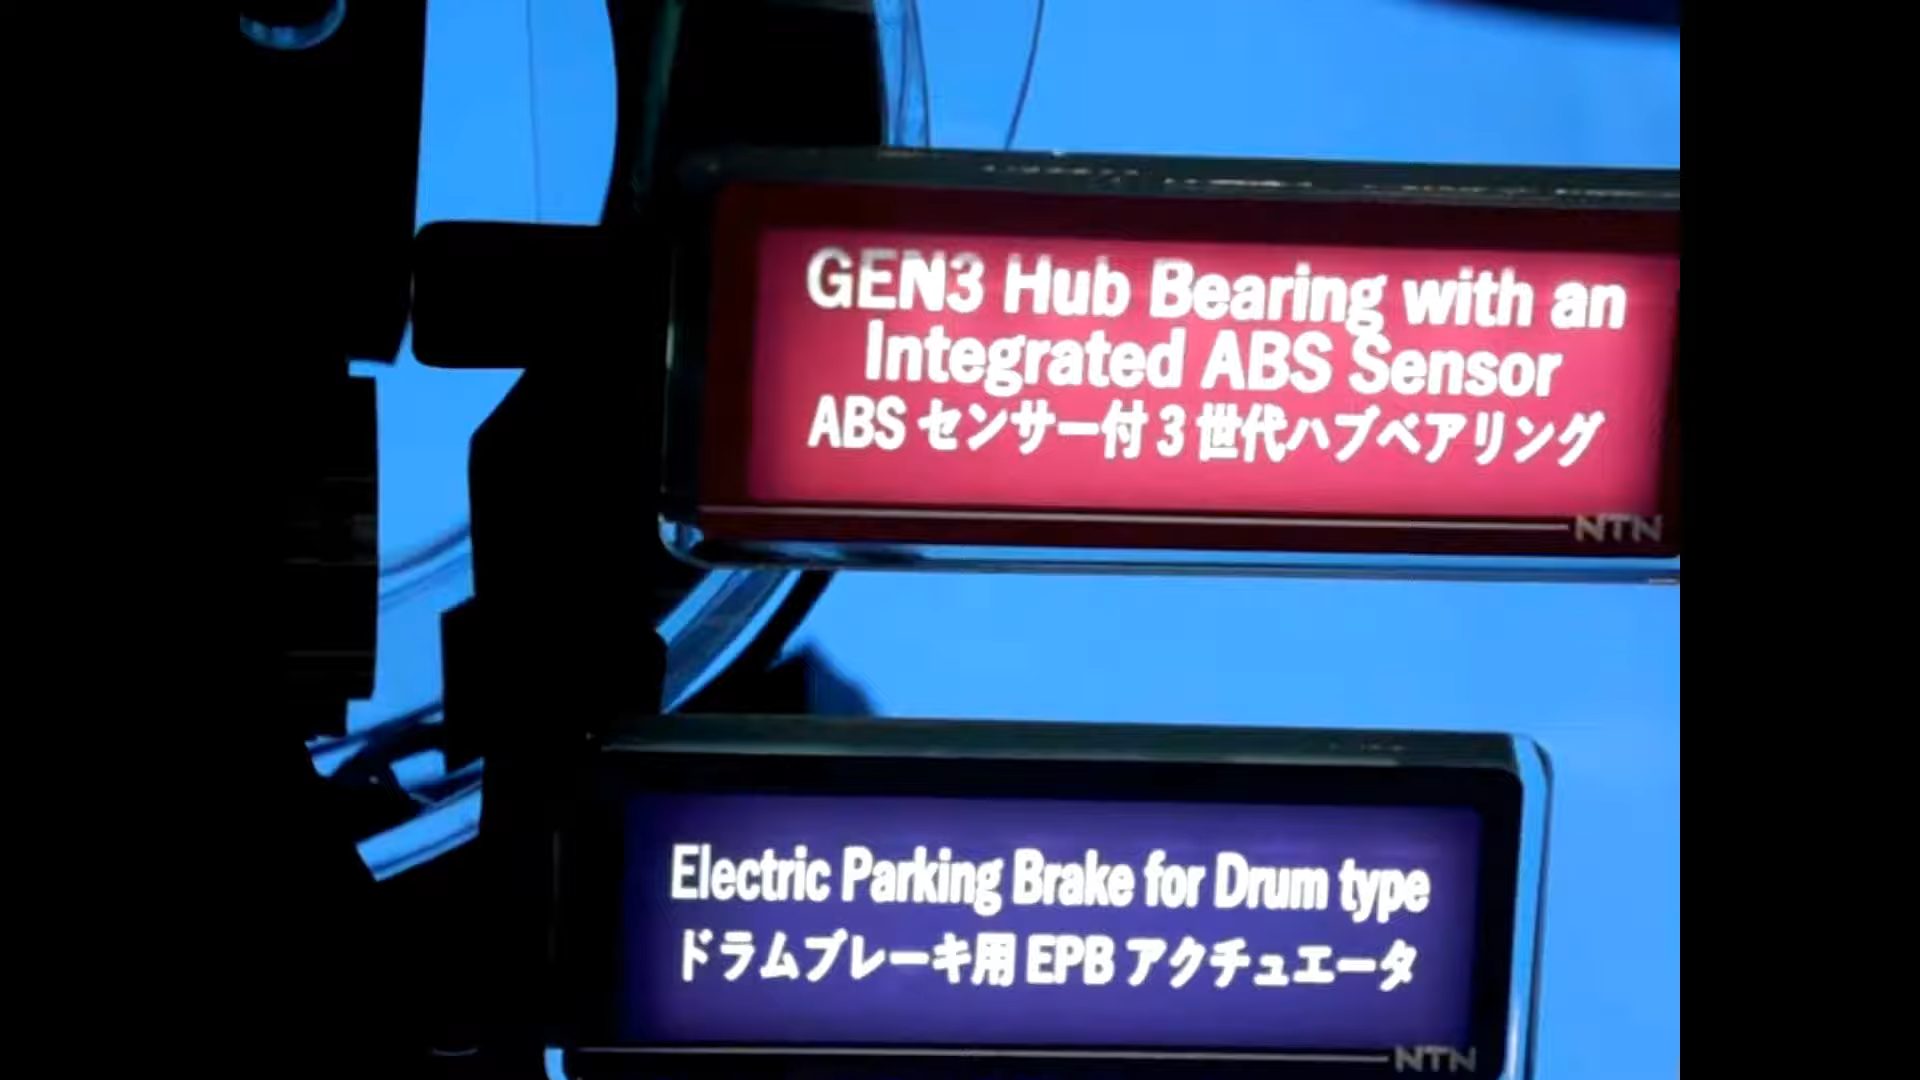 GEN3 Hub Bearing with an
Integrated ABS Sensor
ABS センサー付 3 世代ハブベアリング
NTN
Electric Parking Brake for Drum type
ドラムブレーキ用 EPB アクチュエータ
NTN